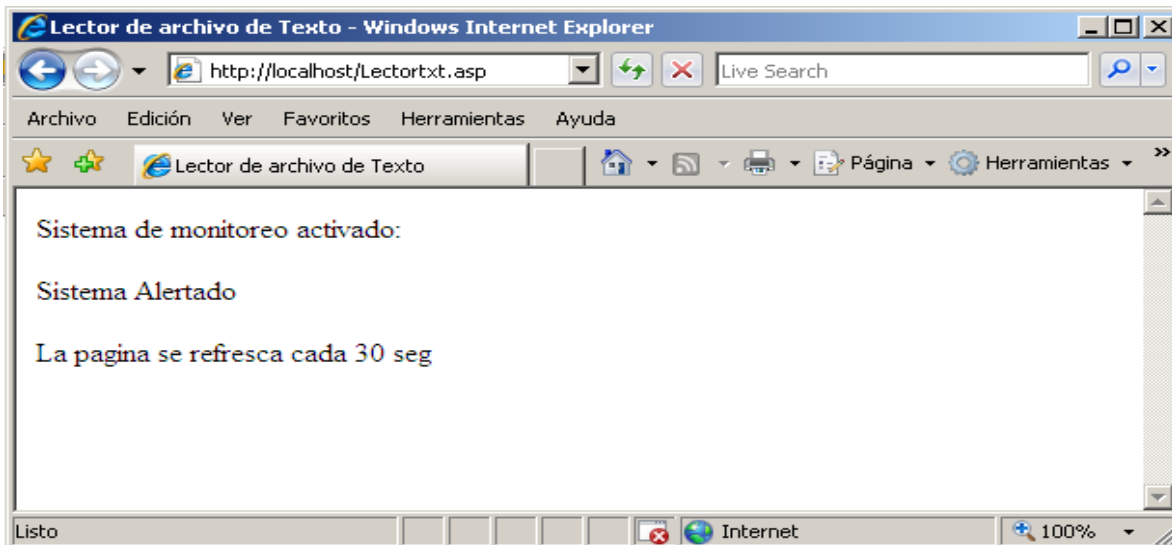 Lector de archivo de Texto - Windows Internet Explorer
http://localhost/Lectortxt.asp
Live Search
Archivo Edición Ver Favoritos Herramientas Ayuda
Lector de archivo de Texto
Página Herramientas »
Sistema de monitoreo activado:
Sistema Alertado
La pagina se refresca cada 30 seg
Listo
Internet
100%